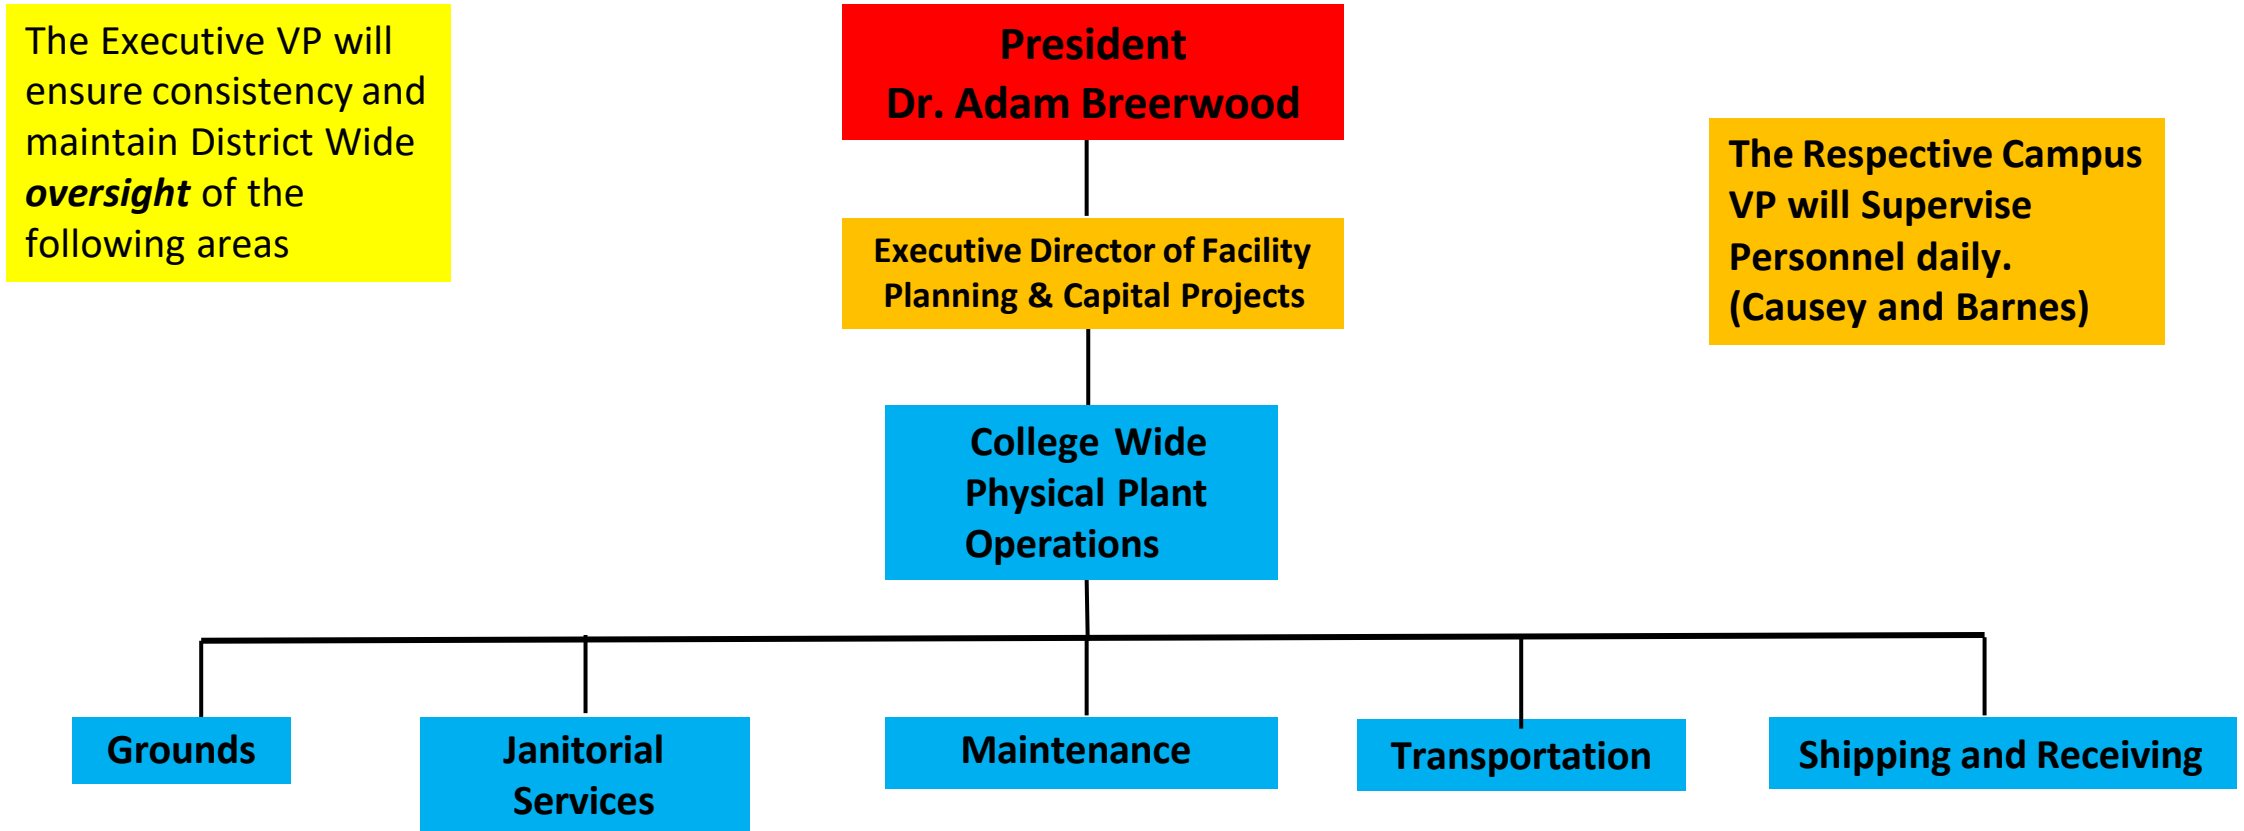 The Executive VP will
ensure consistency and
maintain District Wide
oversight of the
following areas
President
Dr. Adam Breerwood
The Respective Campus
VP will Supervise
Personnel daily.
(Causey and Barnes)
Executive Director of Facility
Planning & Capital Projects
College Wide
Physical Plant
Operations
Grounds
Janitorial
Services
Maintenance
Transportation
Shipping and Receiving